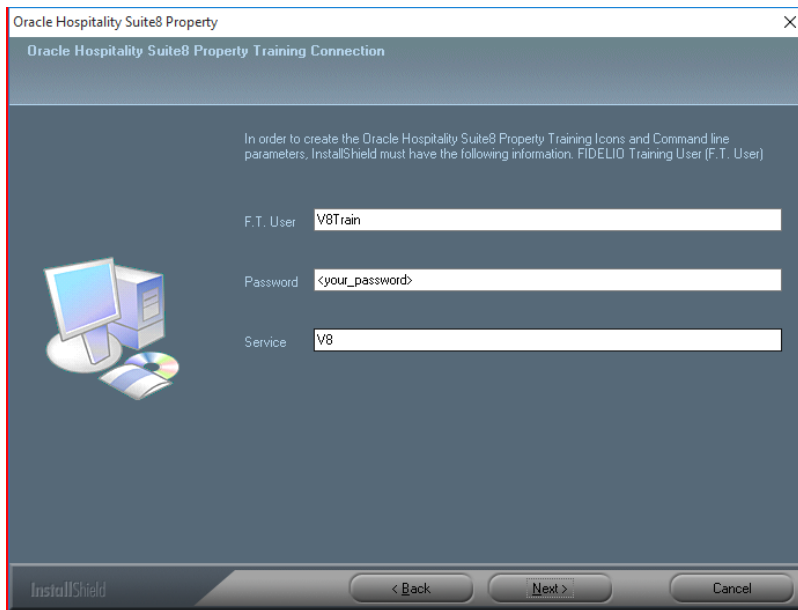 Oracle Hospitality Suite8 Property
Oracle Hospitality Suite8 Property Training Connection
In order to create the Oracle Hospitality Suite8 Property Training Icons and Command line
parameters, InstallShield must have the following information. FIDELIO Training User (F.T. User)
F.T. User V8Train
Password <your_password>
Service V8
InstallShield < Back Next > Cancel